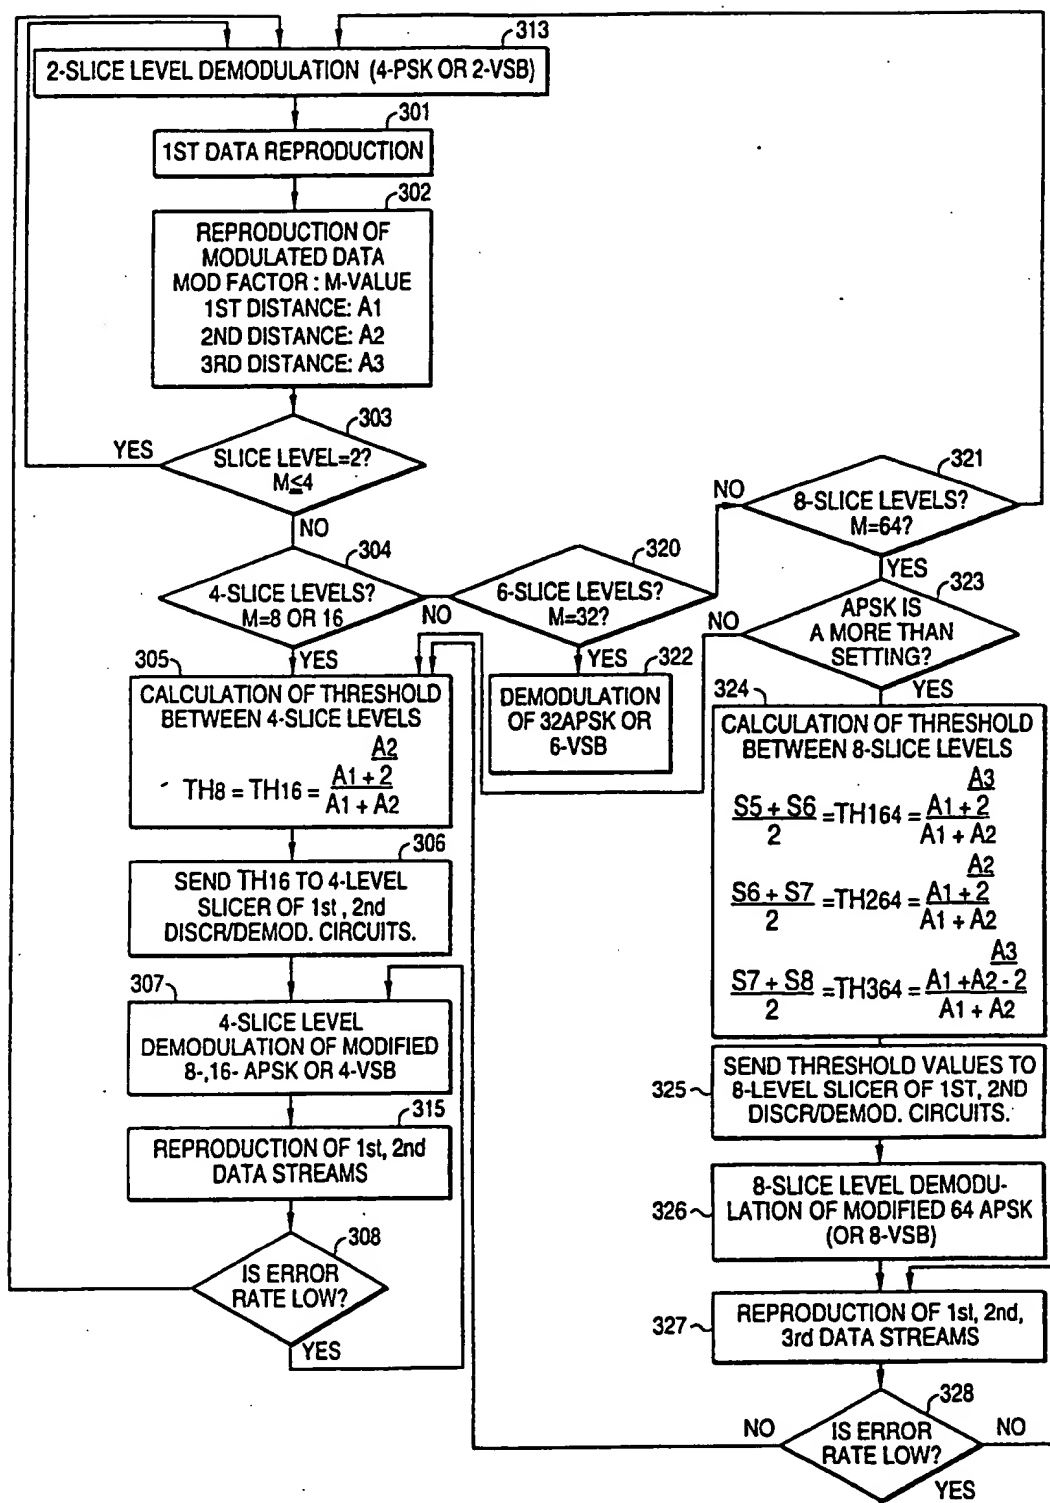 313
2-SLICE LEVEL DEMODULATION (4-PSK OR 2-VSB)
301
1ST DATA REPRODUCTION
302
REPRODUCTION OF
MODULATED DATA
MOD FACTOR : M-VALUE
1ST DISTANCE: A1
2ND DISTANCE: A2
3RD DISTANCE: A3
303
YES
SLICE LEVEL=2?
M≤4
NO
304
4-SLICE LEVELS?
M=8 OR 16
NO
YES
320
6-SLICE LEVELS?
M=32?
NO
YES
321
8-SLICE LEVELS?
M=64?
YES
323
NO
APSK IS
A MORE THAN
SETTING?
YES
305
CALCULATION OF THRESHOLD
BETWEEN 4-SLICE LEVELS
A2
TH8 = TH16 = A1 + 2
A1 + A2
322
DEMODULATION
OF 32APSK OR
6-VSB
324
CALCULATION OF THRESHOLD
BETWEEN 8-SLICE LEVELS
A3
S5 + S6 =TH164 = A1 + 2
2 A1 + A2
A2
S6 + S7 =TH264 = A1 + 2
2 A1 + A2
A3
S7 + S8 =TH364 = A1 +A2 - 2
2 A1 + A2
306
SEND TH16 TO 4-LEVEL
SLICER OF 1st , 2nd
DISCR/DEMOD. CIRCUITS.
307
4-SLICE LEVEL
DEMODULATION OF MODIFIED
8-,16- APSK OR 4-VSB
315
REPRODUCTION OF 1st, 2nd
DATA STREAMS
308
IS ERROR
RATE LOW?
YES
325
SEND THRESHOLD VALUES TO
8-LEVEL SLICER OF 1ST, 2ND
DISCR/DEMOD. CIRCUITS.
326
8-SLICE LEVEL DEMODU-
LATION OF MODIFIED 64 APSK
(OR 8-VSB)
327
REPRODUCTION OF 1st, 2nd,
3rd DATA STREAMS
328
NO
IS ERROR
RATE LOW?
NO
YES